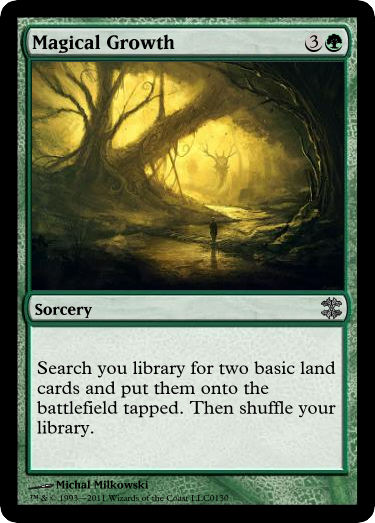 Magical Growth 3
Sorcery
Search you library for two basic land
cards and put them onto the
battlefield tapped. Then shuffle your
library.
Michal Milkowski
™ & © 1993–2011 Wizards of the Coast LLC 0130